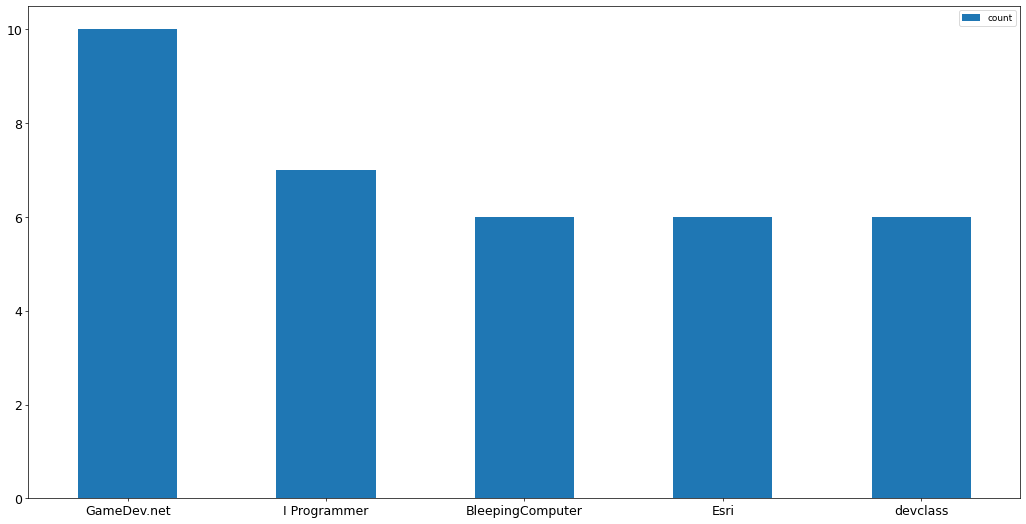 count
10
8
6
4
2
0
GameDev.net
I Programmer
BleepingComputer
Esri
devclass